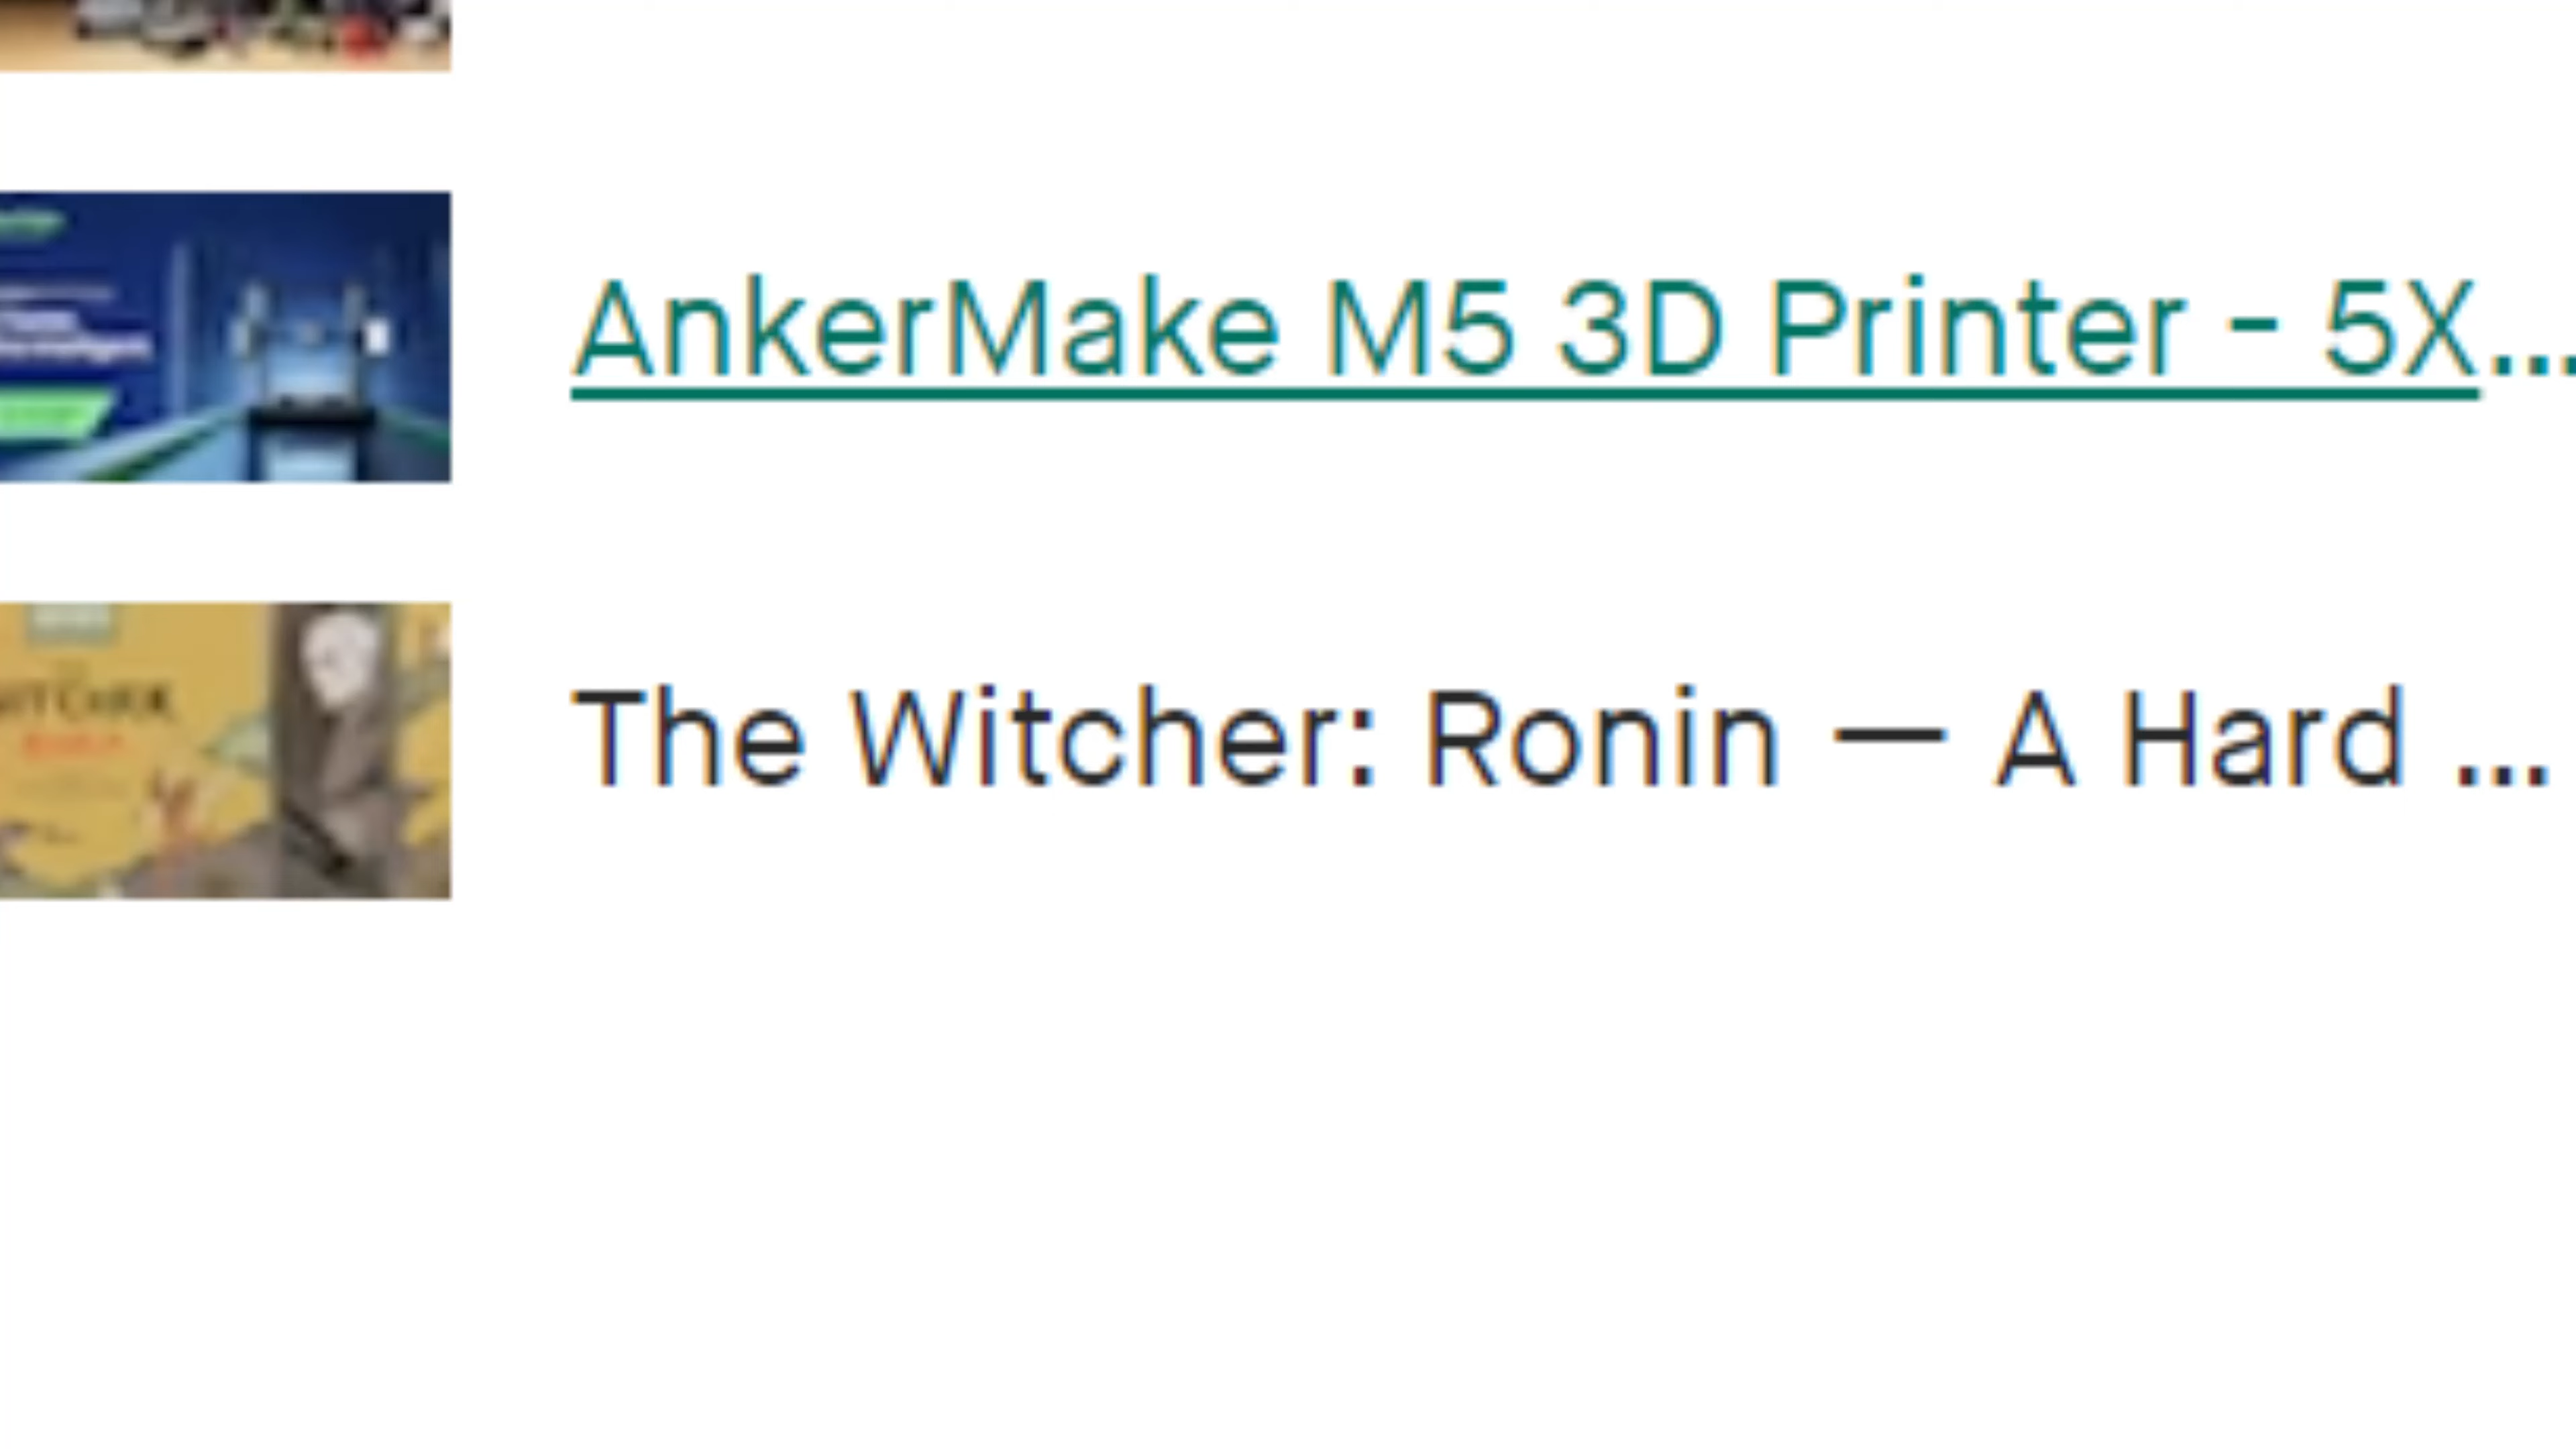 AnkerMake M5 3D Printer - 5X...
The Witcher: Ronin — A Hard ...